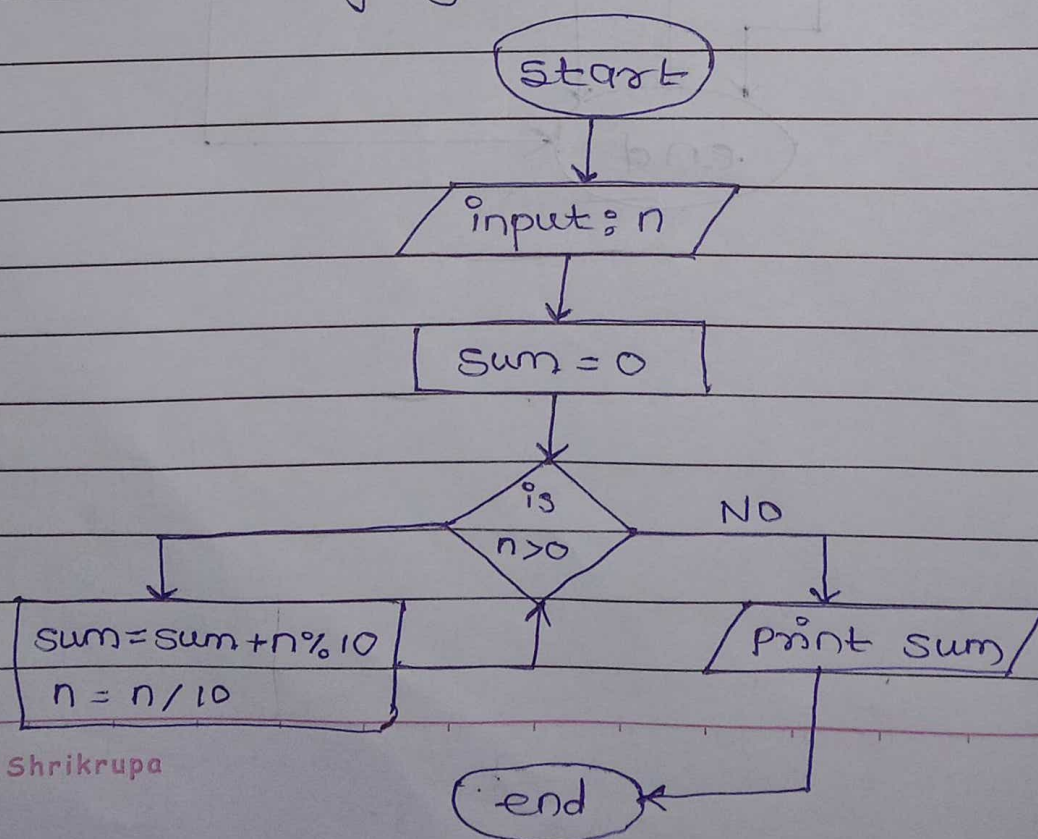 start
input: n
sum = 0
is
n>0
NO
sum=sum+n%10
n = n/10
print sum
Shrikrupa
end